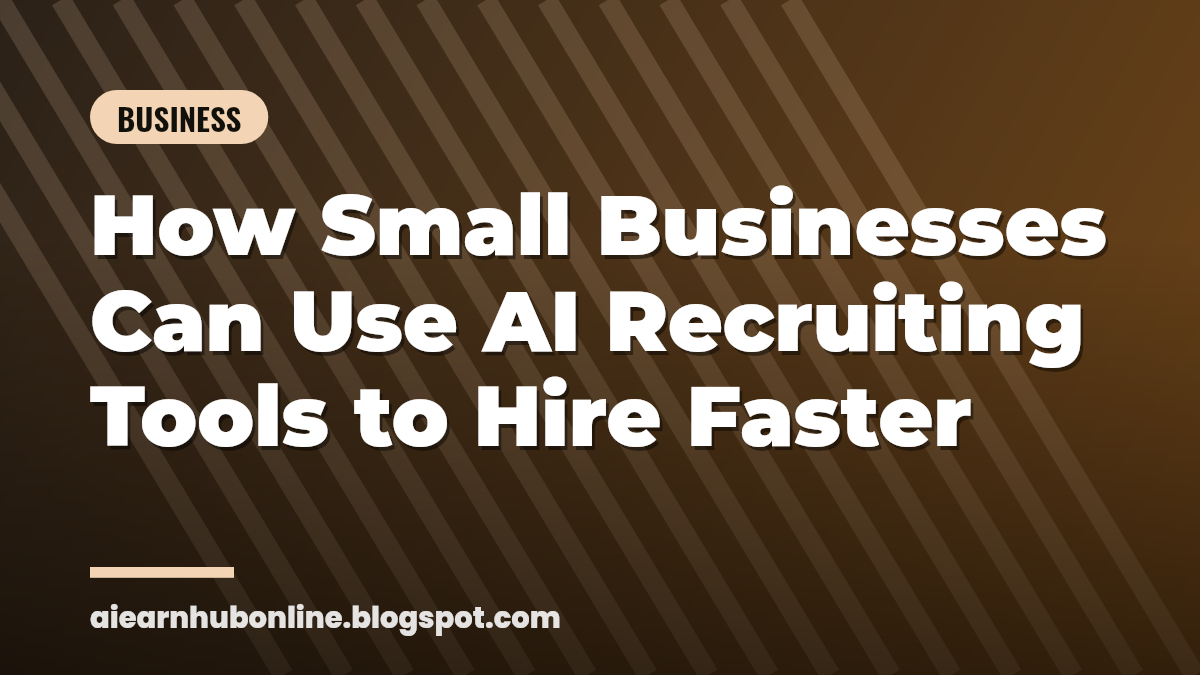 BUSINESS
How Small Businesses
Can Use AI Recruiting
Tools to Hire Faster
aiearnhubonline.blogspot.com